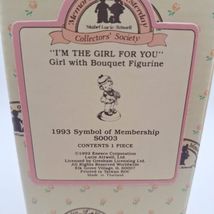 Memories of Yesterday
Mabel Lucie Attwell
Collectors' Society
"I'M THE GIRL FOR YOU"
Girl with Bouquet Figurine
1993 Symbol of Membership
S0003
CONTENTS 1 PIECE
©1992 Enesco Corporation
Lucie Attwell, Ltd.
Licensed by Gresham Licensing Ltd.
All Rights Reserved Worldwide
Elk Grove Village, IL 60007
Printed in Taiwan ROC
Made in Thailand